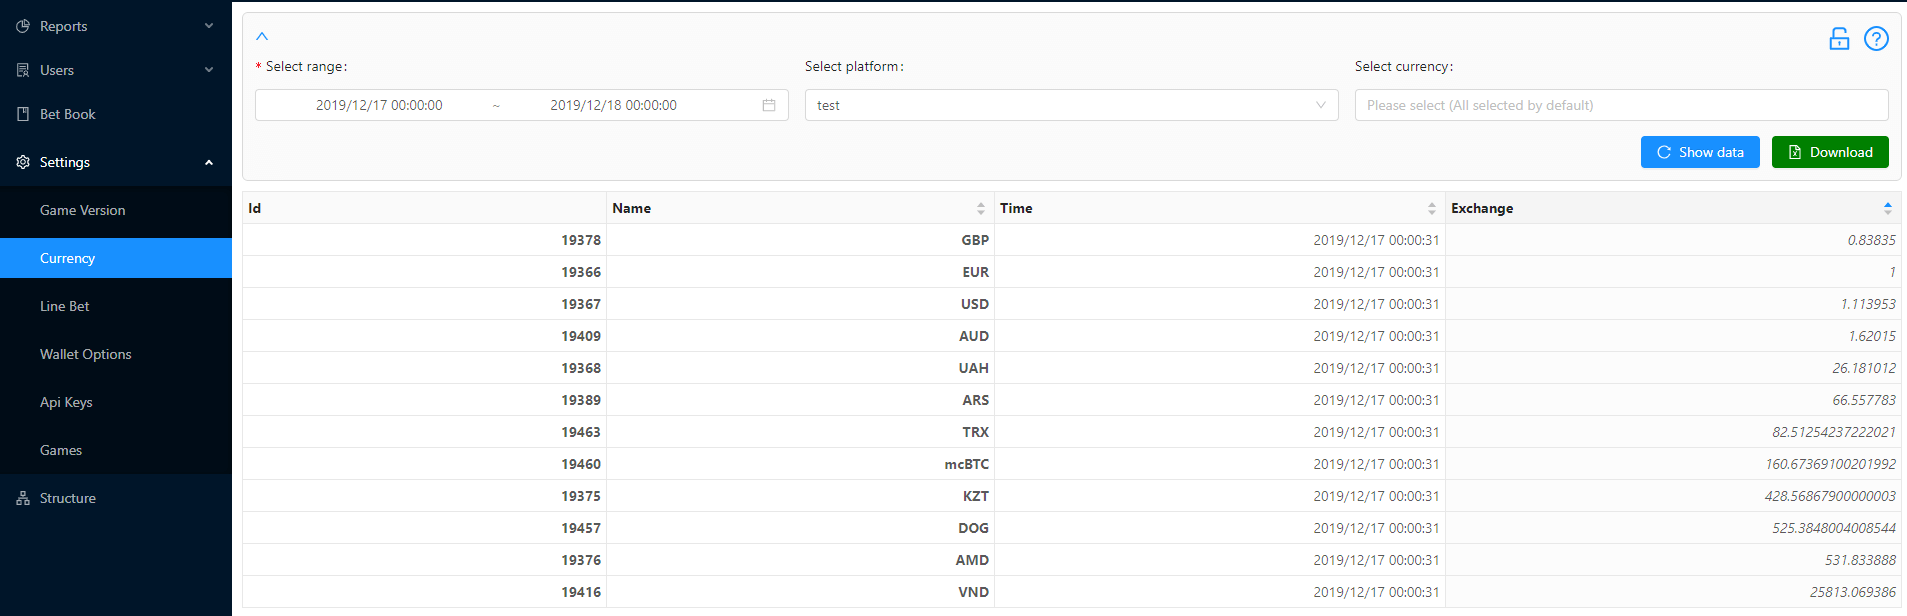 Reports
Users
Bet Book
Settings
Game Version
Currency
Line Bet
Wallet Options
Api Keys
Games
Structure
* Select range:
2019/12/17 00:00:00 ~ 2019/12/18 00:00:00
Select platform:
test
Select currency:
Please select (All selected by default)
Show data
Download
Id Name Time Exchange
19378 GBP 2019/12/17 00:00:31 0.83835
19366 EUR 2019/12/17 00:00:31 1
19367 USD 2019/12/17 00:00:31 1.113953
19409 AUD 2019/12/17 00:00:31 1.62015
19368 UAH 2019/12/17 00:00:31 26.181012
19389 ARS 2019/12/17 00:00:31 66.557783
19463 TRX 2019/12/17 00:00:31 82.51254237222021
19460 mcBTC 2019/12/17 00:00:31 160.67369100201992
19375 KZT 2019/12/17 00:00:31 428.56867900000003
19457 DOG 2019/12/17 00:00:31 525.3848004008544
19376 AMD 2019/12/17 00:00:31 531.833888
19416 VND 2019/12/17 00:00:31 25813.069386